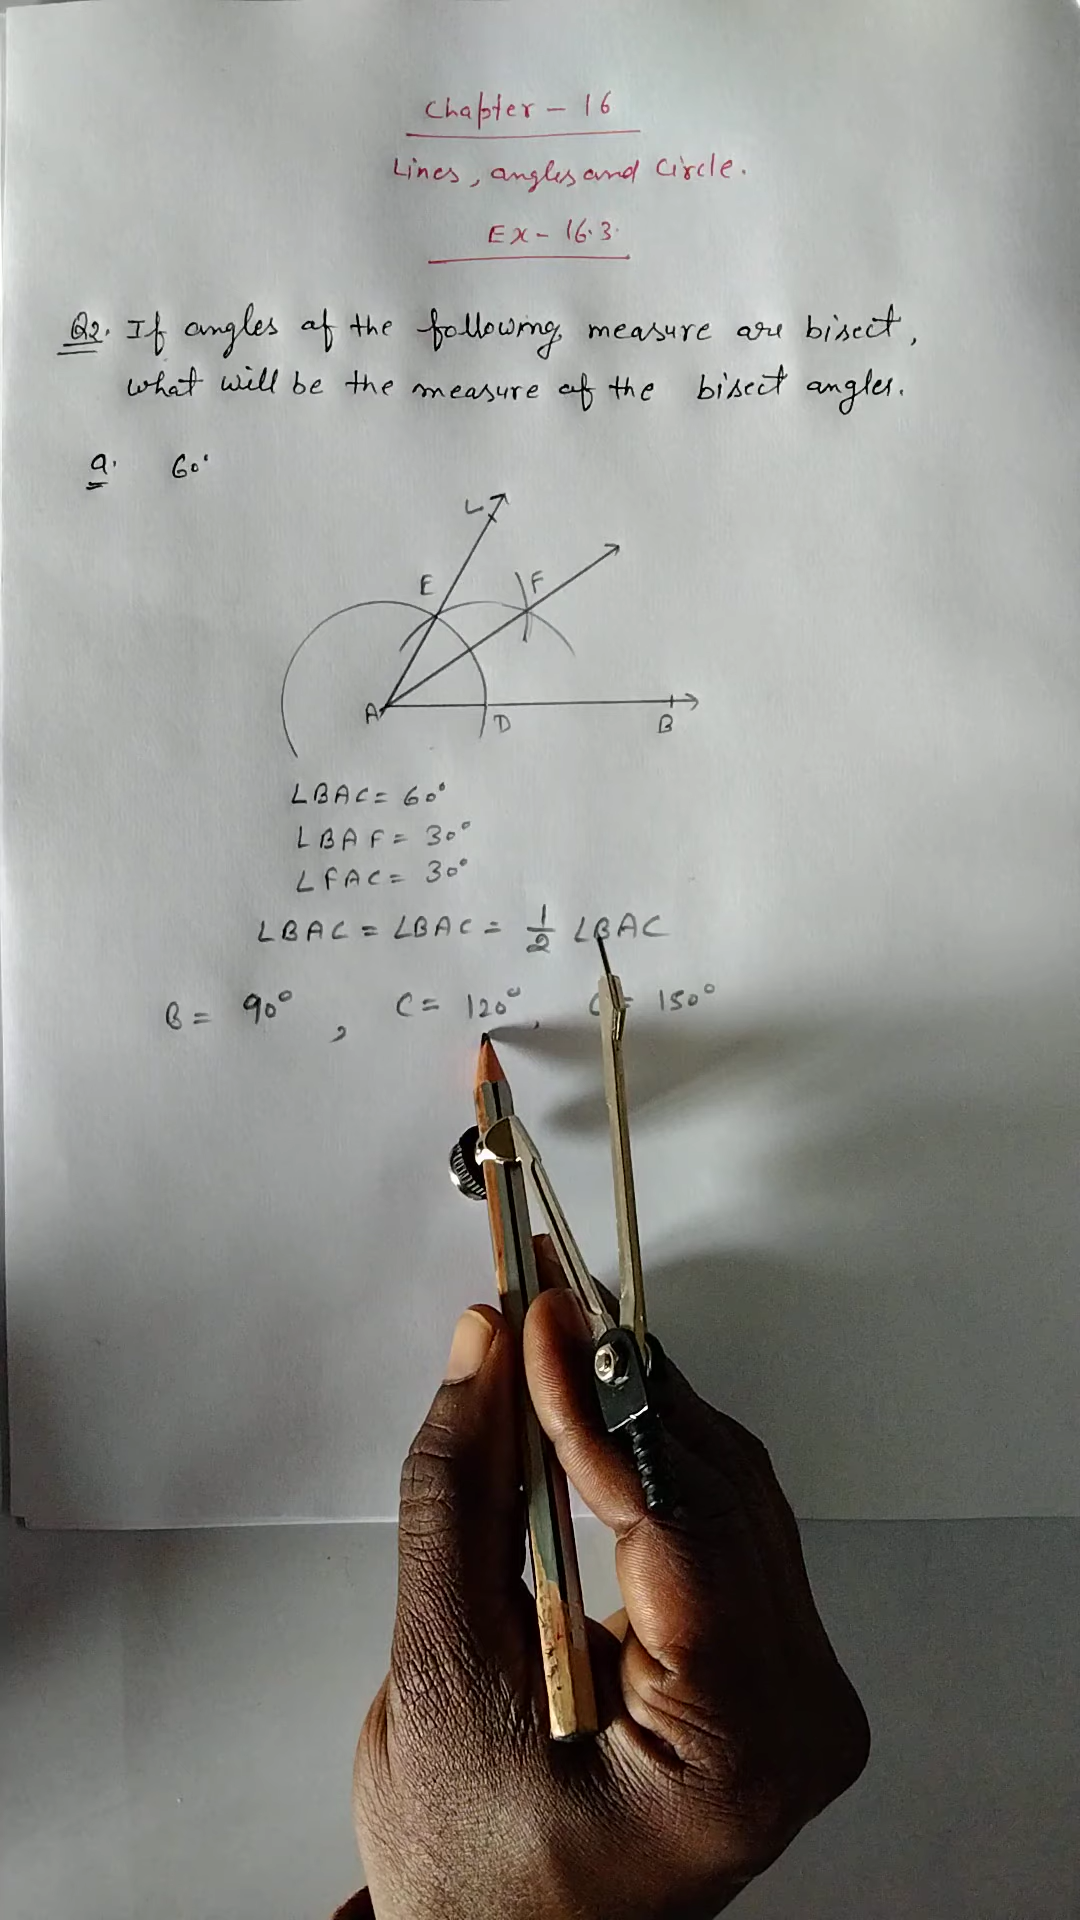 Chapter - 16
Lines, angles and Circle.
Ex - 16.3.
Q2. If angles of the following measure are bisect,
what will be the measure of the bisect angles.
a. 60°
L
E F
A D B
∠BAC = 60°
∠BAF = 30°
∠FAC = 30°
∠BAC = ∠BAC = 1/2 ∠BAC
B = 90° , C = 120° , = 150°